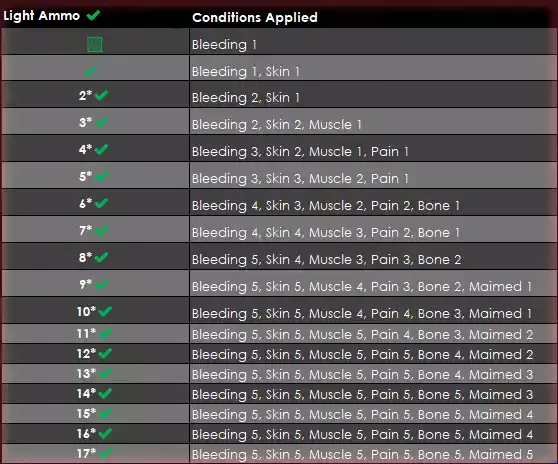 Light Ammo ✔ Conditions Applied
▨ Bleeding 1
✔ Bleeding 1, Skin 1
2*✔ Bleeding 2, Skin 1
3*✔ Bleeding 2, Skin 2, Muscle 1
4*✔ Bleeding 3, Skin 2, Muscle 1, Pain 1
5*✔ Bleeding 3, Skin 3, Muscle 2, Pain 1
6*✔ Bleeding 4, Skin 3, Muscle 2, Pain 2, Bone 1
7*✔ Bleeding 4, Skin 4, Muscle 3, Pain 2, Bone 1
8*✔ Bleeding 5, Skin 4, Muscle 3, Pain 3, Bone 2
9*✔ Bleeding 5, Skin 5, Muscle 4, Pain 3, Bone 2, Maimed 1
10*✔ Bleeding 5, Skin 5, Muscle 4, Pain 4, Bone 3, Maimed 1
11*✔ Bleeding 5, Skin 5, Muscle 5, Pain 4, Bone 3, Maimed 2
12*✔ Bleeding 5, Skin 5, Muscle 5, Pain 5, Bone 4, Maimed 2
13*✔ Bleeding 5, Skin 5, Muscle 5, Pain 5, Bone 4, Maimed 3
14*✔ Bleeding 5, Skin 5, Muscle 5, Pain 5, Bone 5, Maimed 3
15*✔ Bleeding 5, Skin 5, Muscle 5, Pain 5, Bone 5, Maimed 4
16*✔ Bleeding 5, Skin 5, Muscle 5, Pain 5, Bone 5, Maimed 4
17*✔ Bleeding 5, Skin 5, Muscle 5, Pain 5, Bone 5, Maimed 5